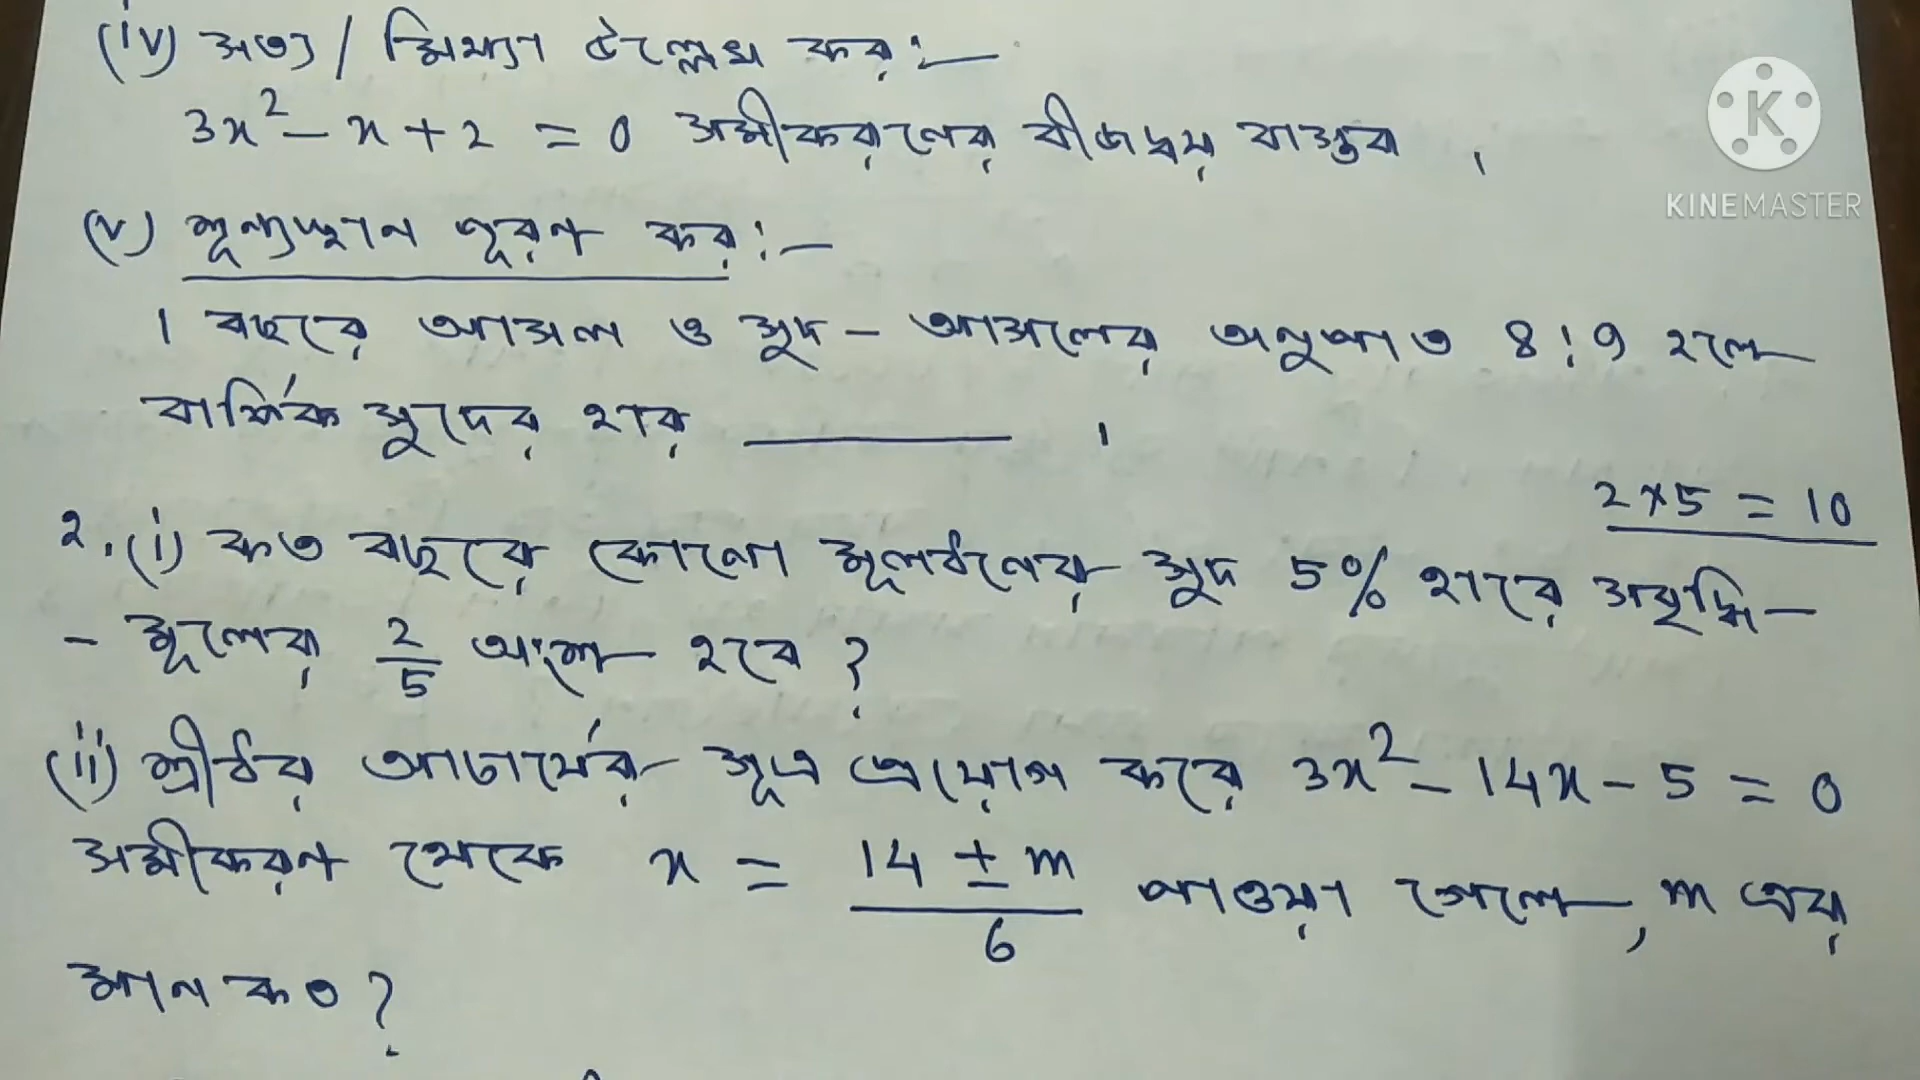 (iv) সত্য / মিথ্যা উল্লেখ কর :—
3x² - x + 2 = 0 সমীকরণের বীজদ্বয় বাস্তব ।
(v) শূন্যস্থান পূরণ কর :—
1 বছরে আসল ও সুদ - আসলের অনুপাত 8 : 9 হলে
বার্ষিক সুদের হার ______ ।
2 × 5 = 10
২. (i) কত বছরে কোনো মূলধনের সুদ 5% হারে সবৃদ্ধি-
- মূলের 2/5 অংশ হবে ?
(ii) শ্রীধর আচার্যের সূত্র প্রয়োগ করে 3x² - 14x - 5 = 0
সমীকরণ থেকে x = (14 ± m)/6 পাওয়া গেলে, m এর
মান কত ?
KINEMASTER